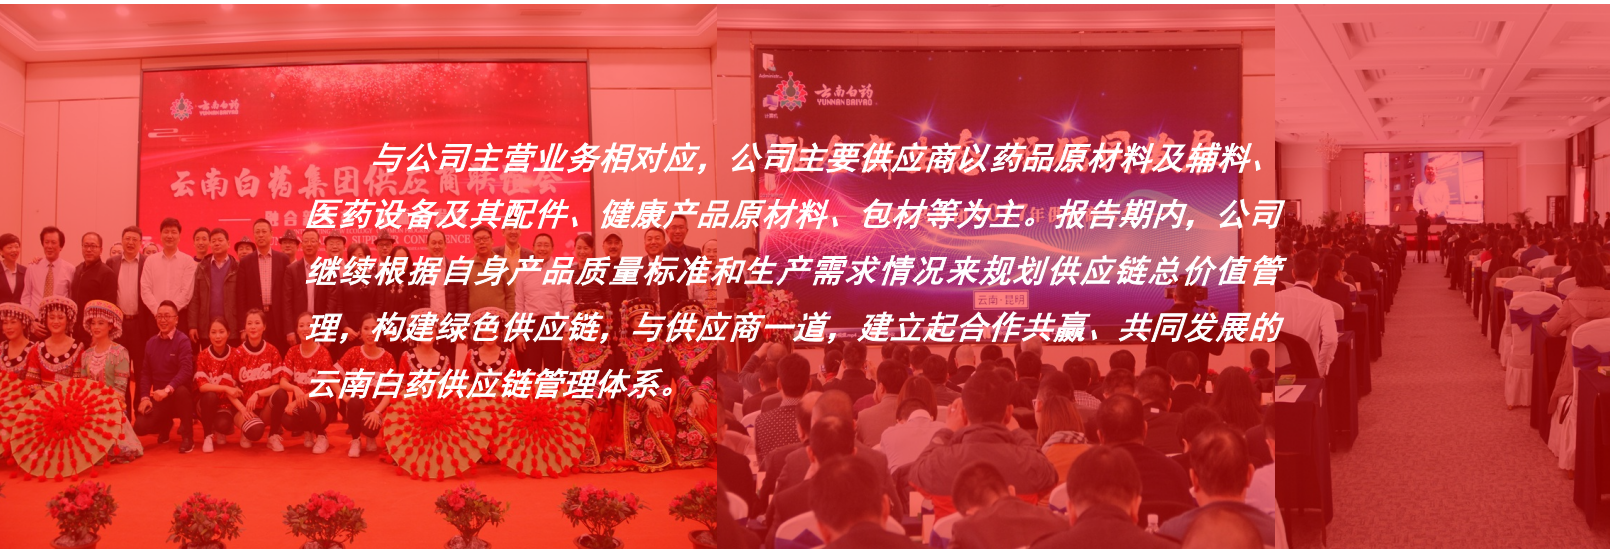 云南白药
YUNNAN BAIYAO
云南白药
YUNNAN BAIYAO
Administ...
计算机
与公司主营业务相对应，公司主要供应商以药品原材料及辅料、
医药设备及其配件、健康产品原材料、包材等为主。报告期内，公司
继续根据自身产品质量标准和生产需求情况来规划供应链总价值管
理，构建绿色供应链，与供应商一道，建立起合作共赢、共同发展的
云南白药供应链管理体系。
云南白药集团供应商联谊会
SUPPLIER CONFERENCE
云南·昆明